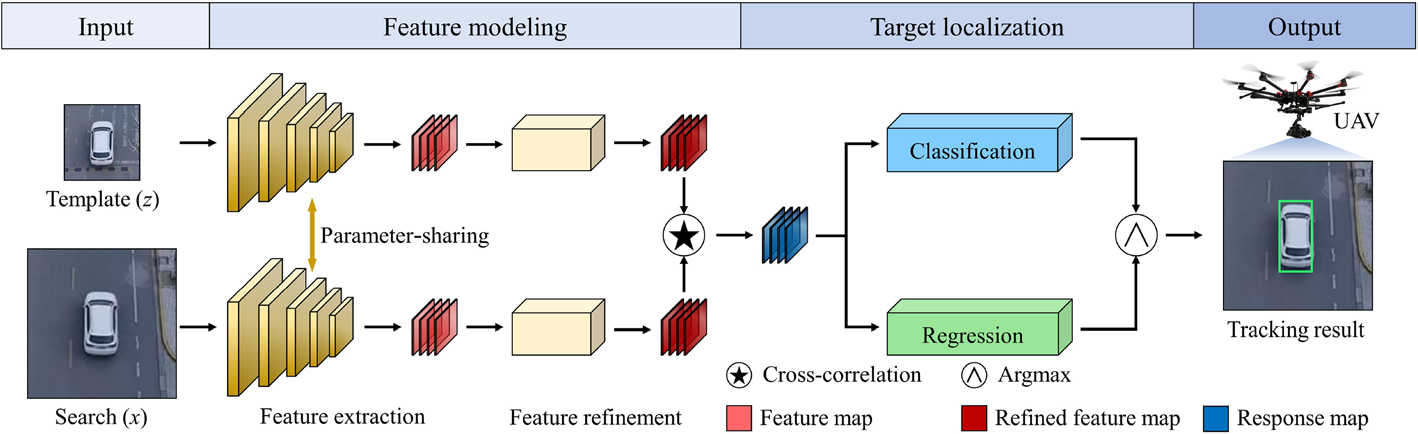 Input
Feature modeling
Target localization
Output
UAV
Template (z)
Classification
Parameter-sharing
Regression
Tracking result
Search (x)
Feature extraction
Feature refinement
Cross-correlation
Argmax
Feature map
Refined feature map
Response map